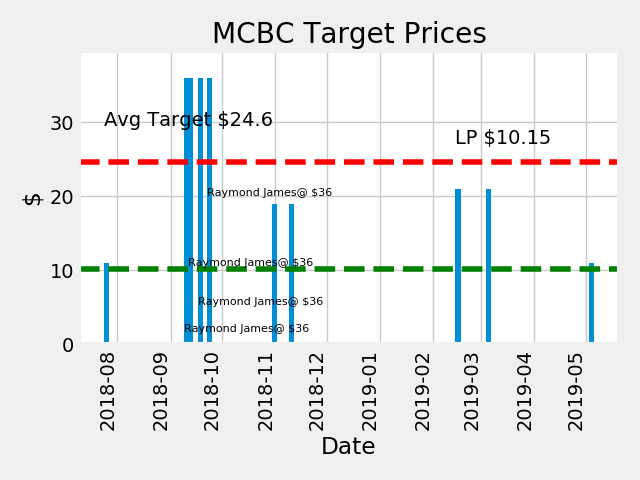 MCBC Target Prices
Avg Target $24.6
LP $10.15
Raymond James@ $36
Raymond James@ $36
Raymond James@ $36
Raymond James@ $36
$
30
20
10
0
2018-08
2018-09
2018-10
2018-11
2018-12
2019-01
2019-02
2019-03
2019-04
2019-05
Date